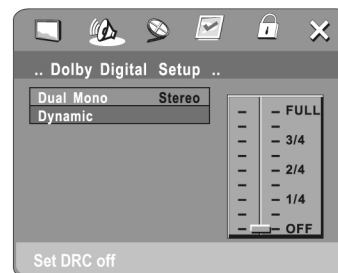 .. Dolby Digital Setup ..
Dual Mono Stereo
Dynamic
FULL
3/4
2/4
1/4
OFF
Set DRC off